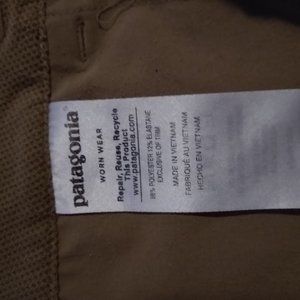 patagonia
WORN WEAR
Repair, Reuse, Recycle
This Product
www.patagonia.com
88% POLYESTER 12% ELASTANE
EXCLUSIVE OF TRIM
MADE IN VIETNAM
FABRIQUÉ AU VIETNAM
HECHO EN VIETNAM